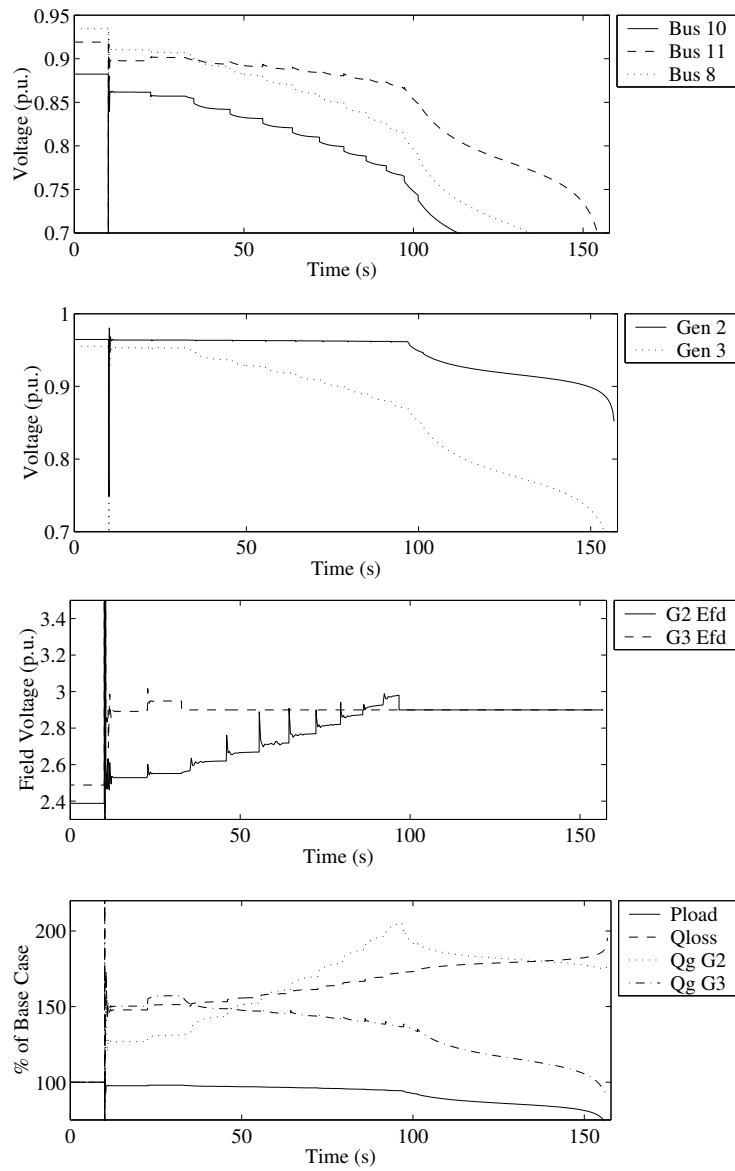 0.95
0.9
0.85
0.8
0.75
0.7
Voltage (p.u.)
0
50
100
150
Time (s)
Bus 10
Bus 11
Bus 8
1
0.9
0.8
0.7
Voltage (p.u.)
0
50
100
150
Time (s)
Gen 2
Gen 3
3.4
3.2
3
2.8
2.6
2.4
Field Voltage (p.u.)
0
50
100
150
Time (s)
G2 Efd
G3 Efd
200
150
100
% of Base Case
0
50
100
150
Time (s)
Pload
Qloss
Qg G2
Qg G3